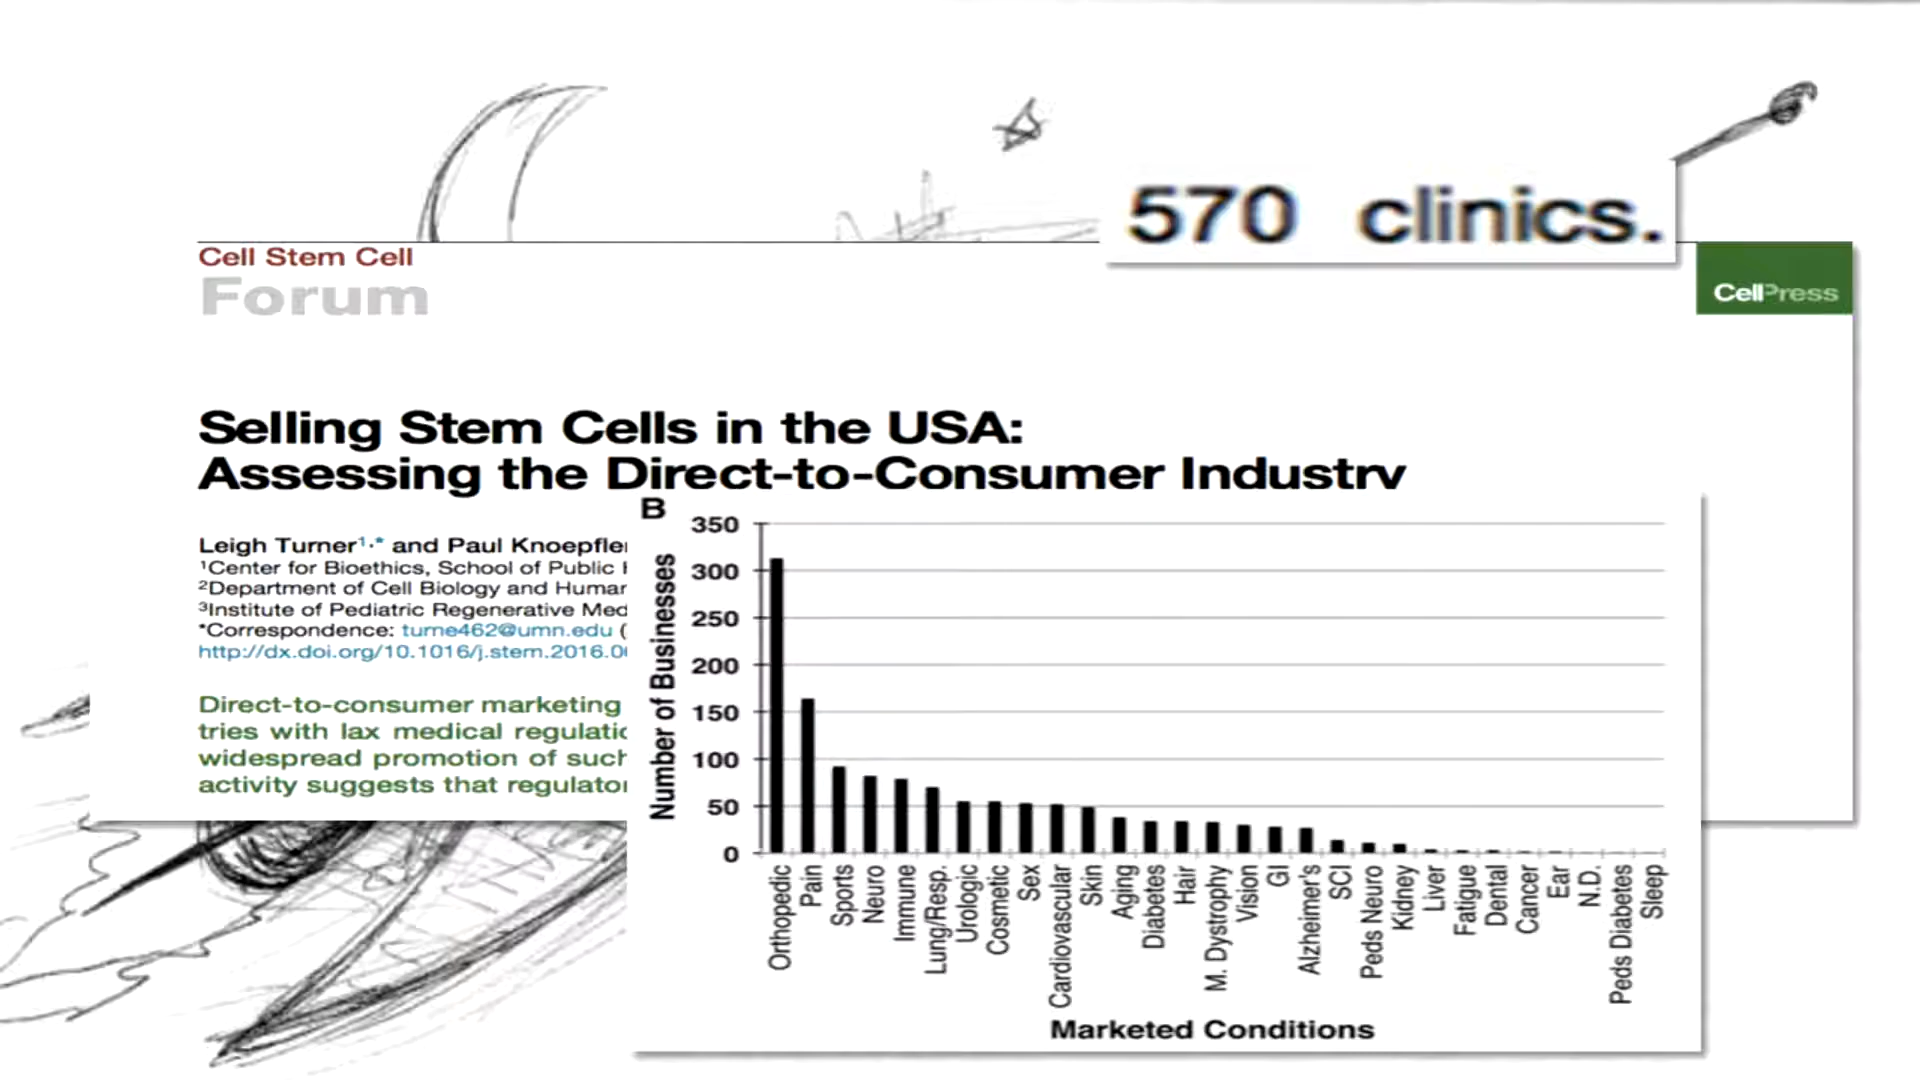 570 clinics.
Cell Stem Cell
Forum
CellPress
Selling Stem Cells in the USA:
Assessing the Direct-to-Consumer Industry
Leigh Turner1,* and Paul Knoepfler
1Center for Bioethics, School of Public
2Department of Cell Biology and Human
3Institute of Pediatric Regenerative Med
*Correspondence: turne462@umn.edu (
http://dx.doi.org/10.1016/j.stem.2016.0
Direct-to-consumer marketing
tries with lax medical regulatio
widespread promotion of such
activity suggests that regulator
B
Number of Businesses
350
300
250
200
150
100
50
0
Orthopedic
Pain
Sports
Neuro
Immune
Lung/Resp.
Urologic
Cosmetic
Sex
Cardiovascular
Skin
Aging
Diabetes
Hair
M. Dystrophy
Vision
GI
Alzheimer's
SCI
Peds Neuro
Kidney
Liver
Fatigue
Dental
Cancer
Ear
N.D.
Peds Diabetes
Sleep
Marketed Conditions